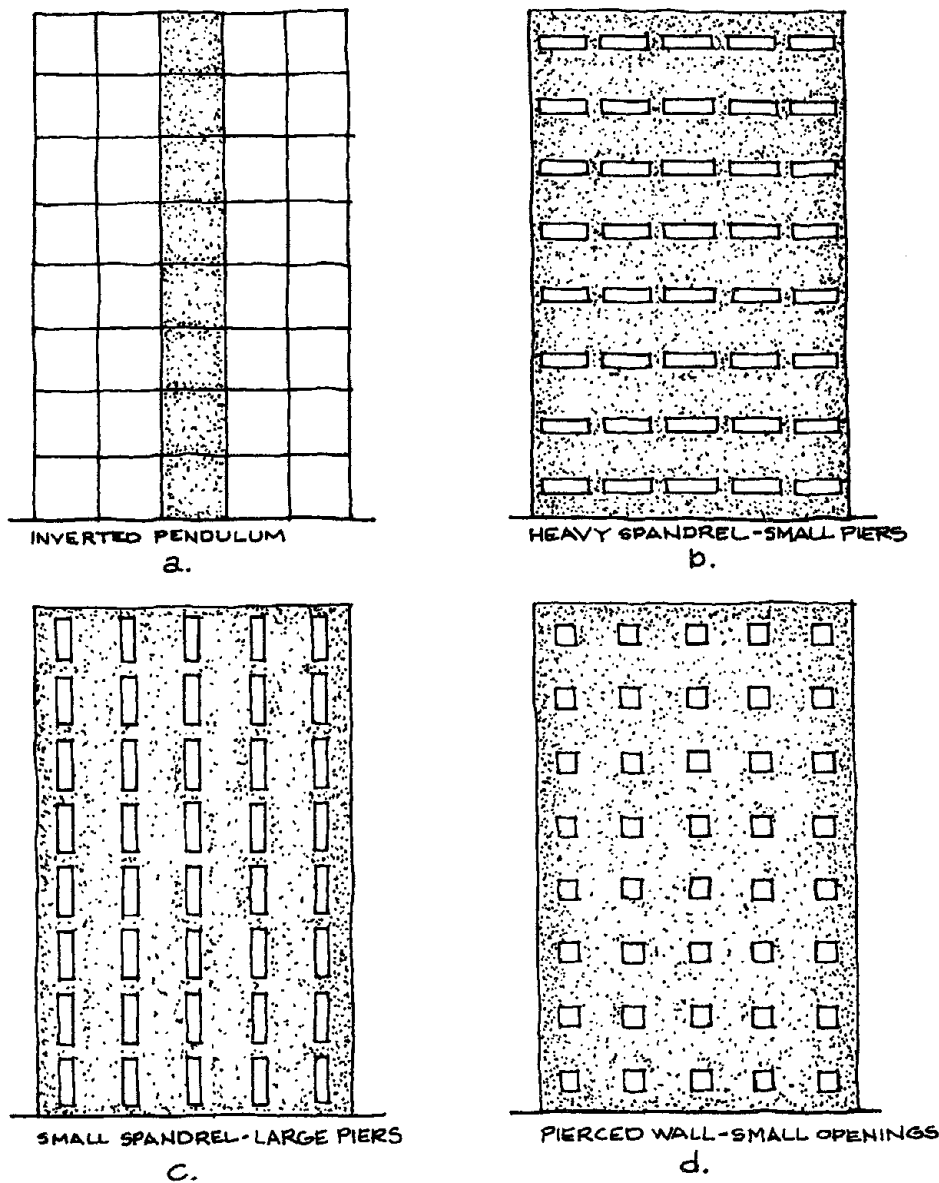 INVERTED PENDULUM
a.
HEAVY SPANDREL-SMALL PIERS
b.
SMALL SPANDREL-LARGE PIERS
c.
PIERCED WALL-SMALL OPENINGS
d.